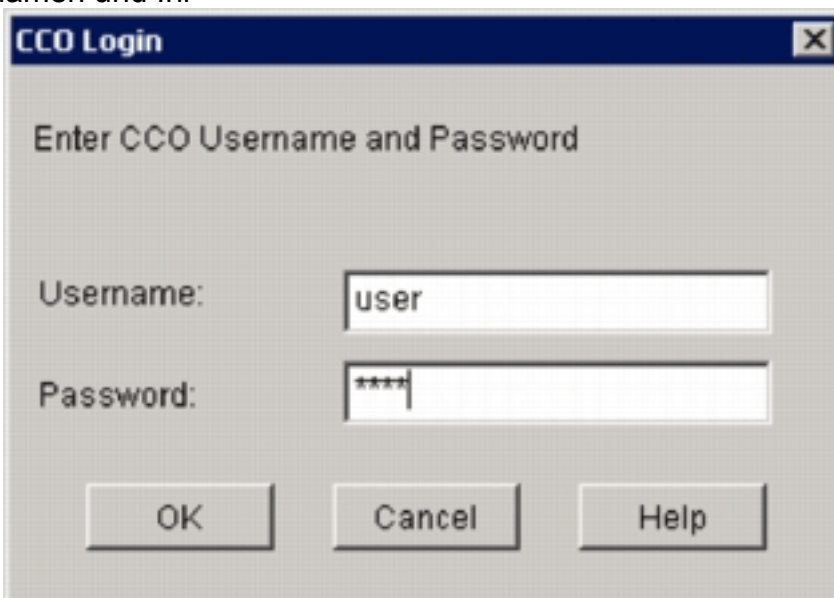 CCO Login
Enter CCO Username and Password
Username: user
Password: ****
OK Cancel Help